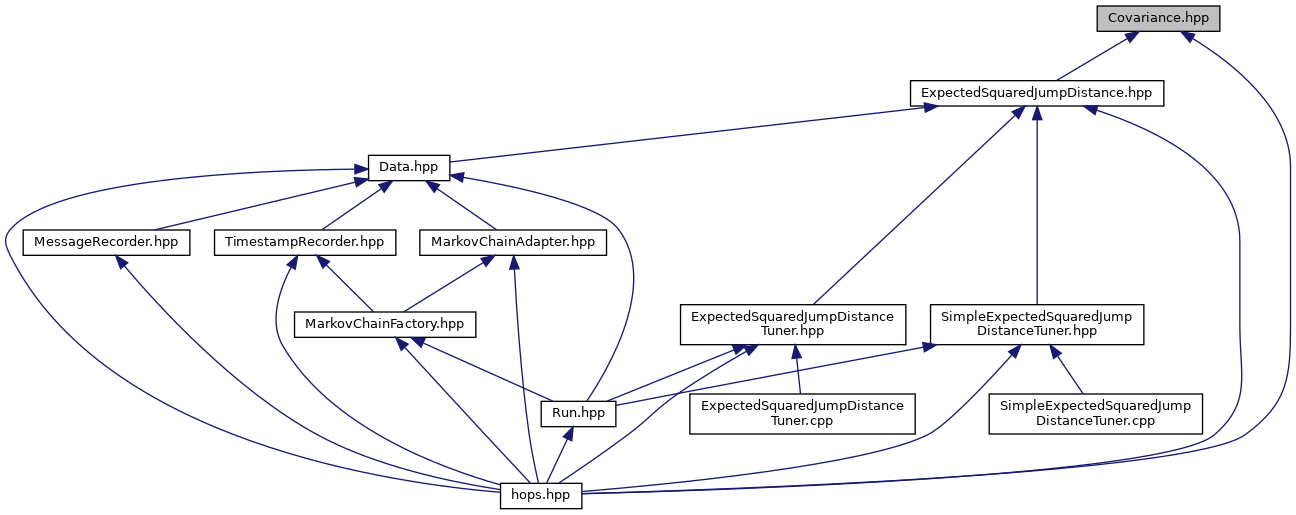 Covariance.hpp
ExpectedSquaredJumpDistance.hpp
Data.hpp
MessageRecorder.hpp
TimestampRecorder.hpp
MarkovChainAdapter.hpp
MarkovChainFactory.hpp
ExpectedSquaredJumpDistance
Tuner.hpp
SimpleExpectedSquaredJump
DistanceTuner.hpp
Run.hpp
ExpectedSquaredJumpDistance
Tuner.cpp
SimpleExpectedSquaredJump
DistanceTuner.cpp
hops.hpp